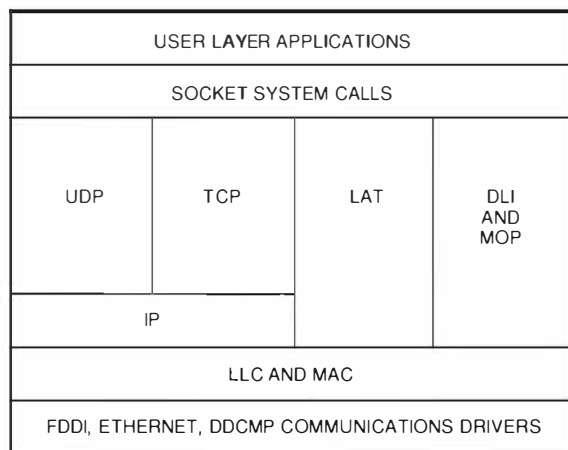 USER LAYER APPLICATIONS
SOCKET SYSTEM CALLS
UDP
TCP
LAT
DLI
AND
MOP
IP
LLC AND MAC
FDDI, ETHERNET, DDCMP COMMUNICATIONS DRIVERS